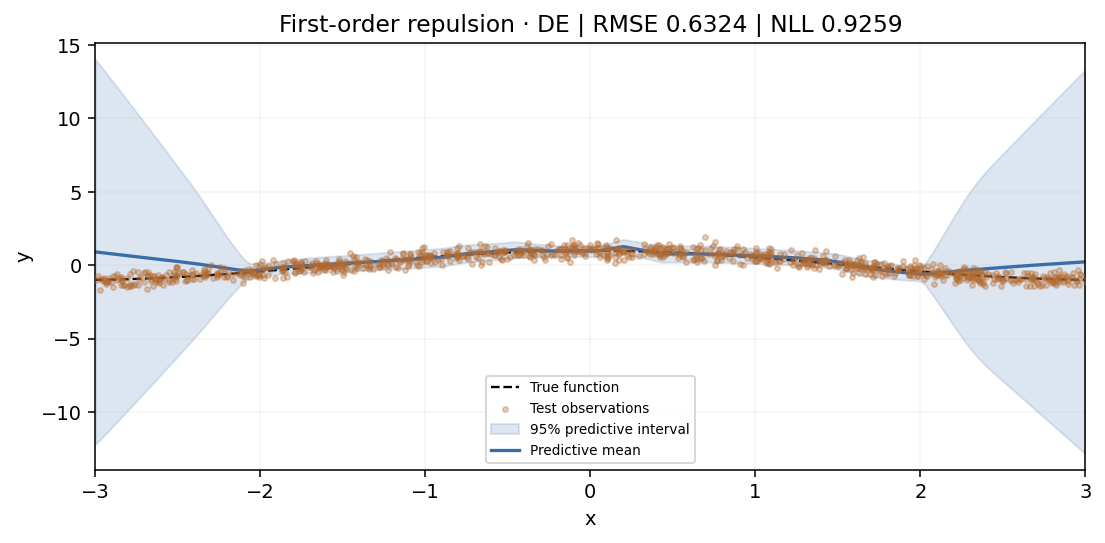 First-order repulsion · DE | RMSE 0.6324 | NLL 0.9259
15
10
5
0
−5
−10
y
−3
−2
−1
0
1
2
3
x
True function
Test observations
95% predictive interval
Predictive mean